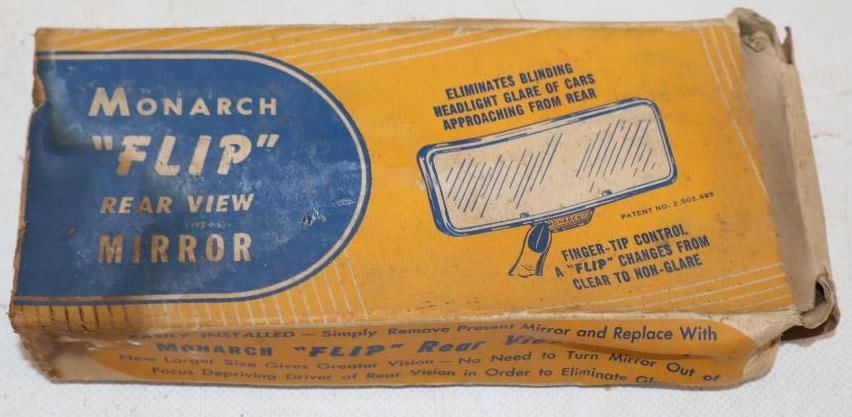 MONARCH
"FLIP"
REAR VIEW
MIRROR
ELIMINATES BLINDING
HEADLIGHT GLARE OF CARS
APPROACHING FROM REAR
MONARCH
PATENT NO. 2,502,699
FINGER-TIP CONTROL
A "FLIP" CHANGES FROM
CLEAR TO NON-GLARE
EASILY INSTALLED — Simply Remove Present Mirror and Replace With
MONARCH "FLIP" Rear
New Larger Size Gives Greater Vision — No Need to Turn Mirror Out of
Focus Depriving Driver of Rear Vision in Order to Eliminate